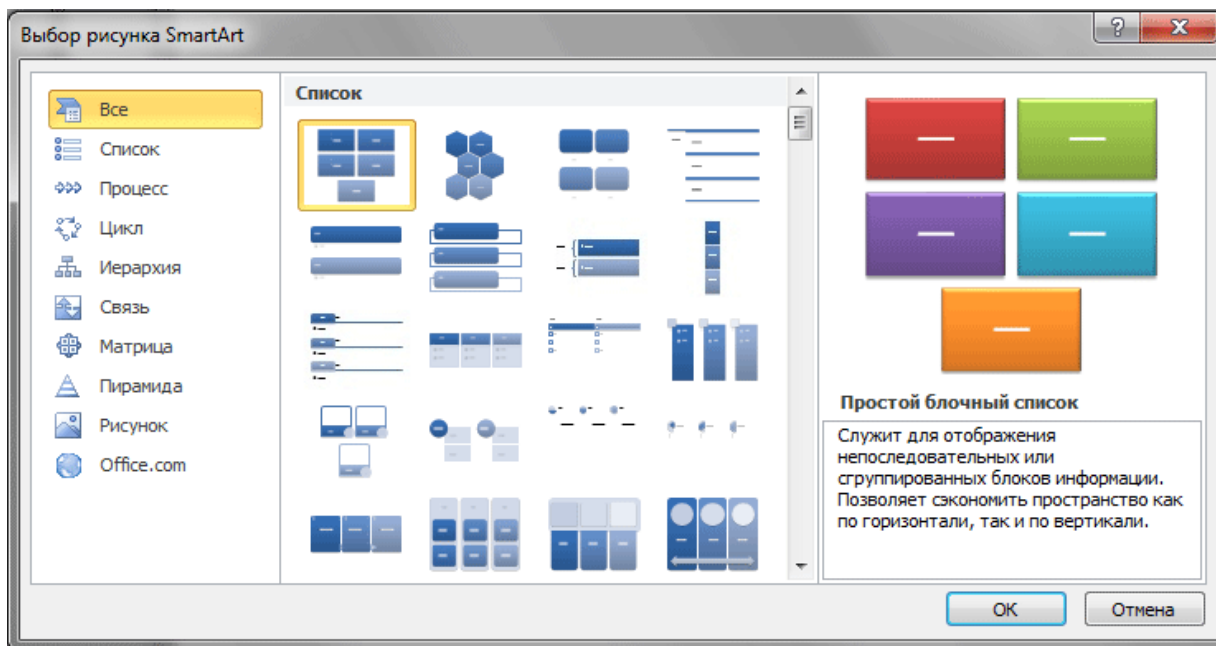 Выбор рисунка SmartArt
Все
Список
Процесс
Цикл
Иерархия
Связь
Матрица
Пирамида
Рисунок
Office.com
Список
Простой блочный список
Служит для отображения
непоследовательных или
сгруппированных блоков информации.
Позволяет сэкономить пространство как
по горизонтали, так и по вертикали.
ОК
Отмена